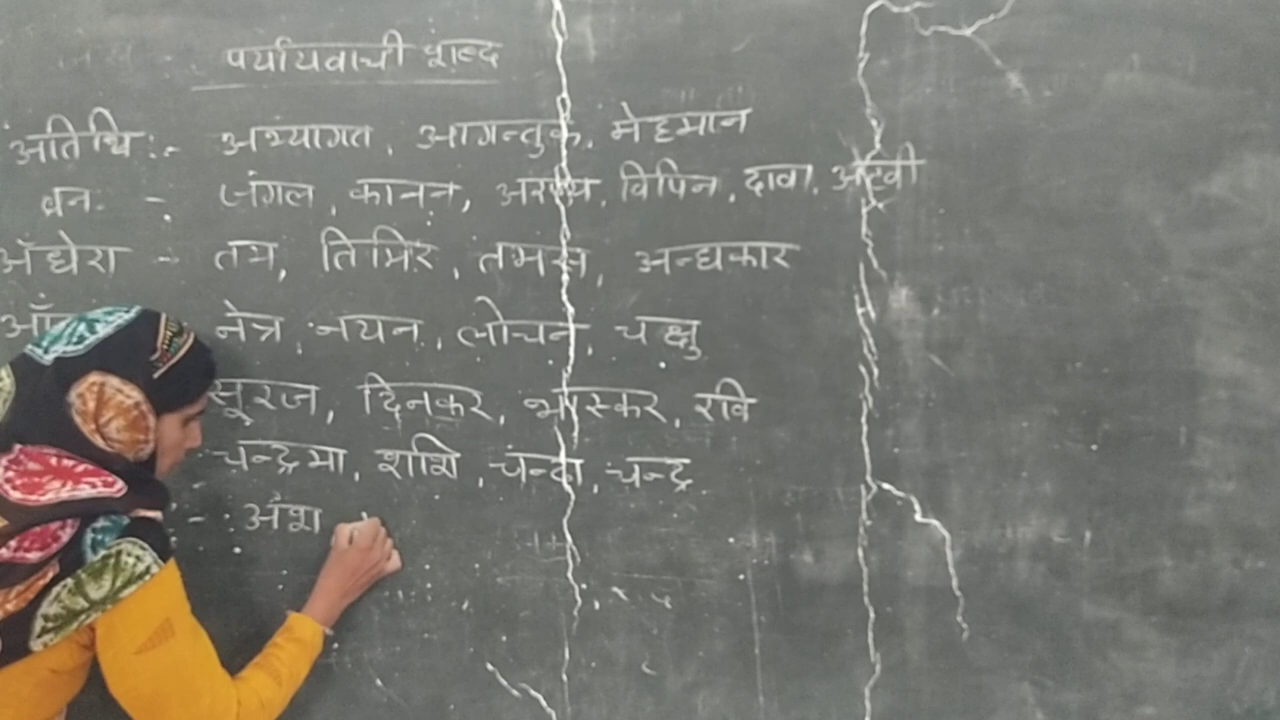 पर्यायवाची शब्द
अतिथि :- अभ्यागत, आगन्तुक, मेहमान
वन - जंगल, कानन, अरण्य, विपिन, दावा, अटवी
अँधेरा - तम, तिमिर, तमस, अन्धकार
नेत्र, नयन, लोचन, चक्षु
सूरज, दिनकर, भास्कर, रवि
चन्द्रमा, शशि, चन्दा, चन्द्र
- अंश